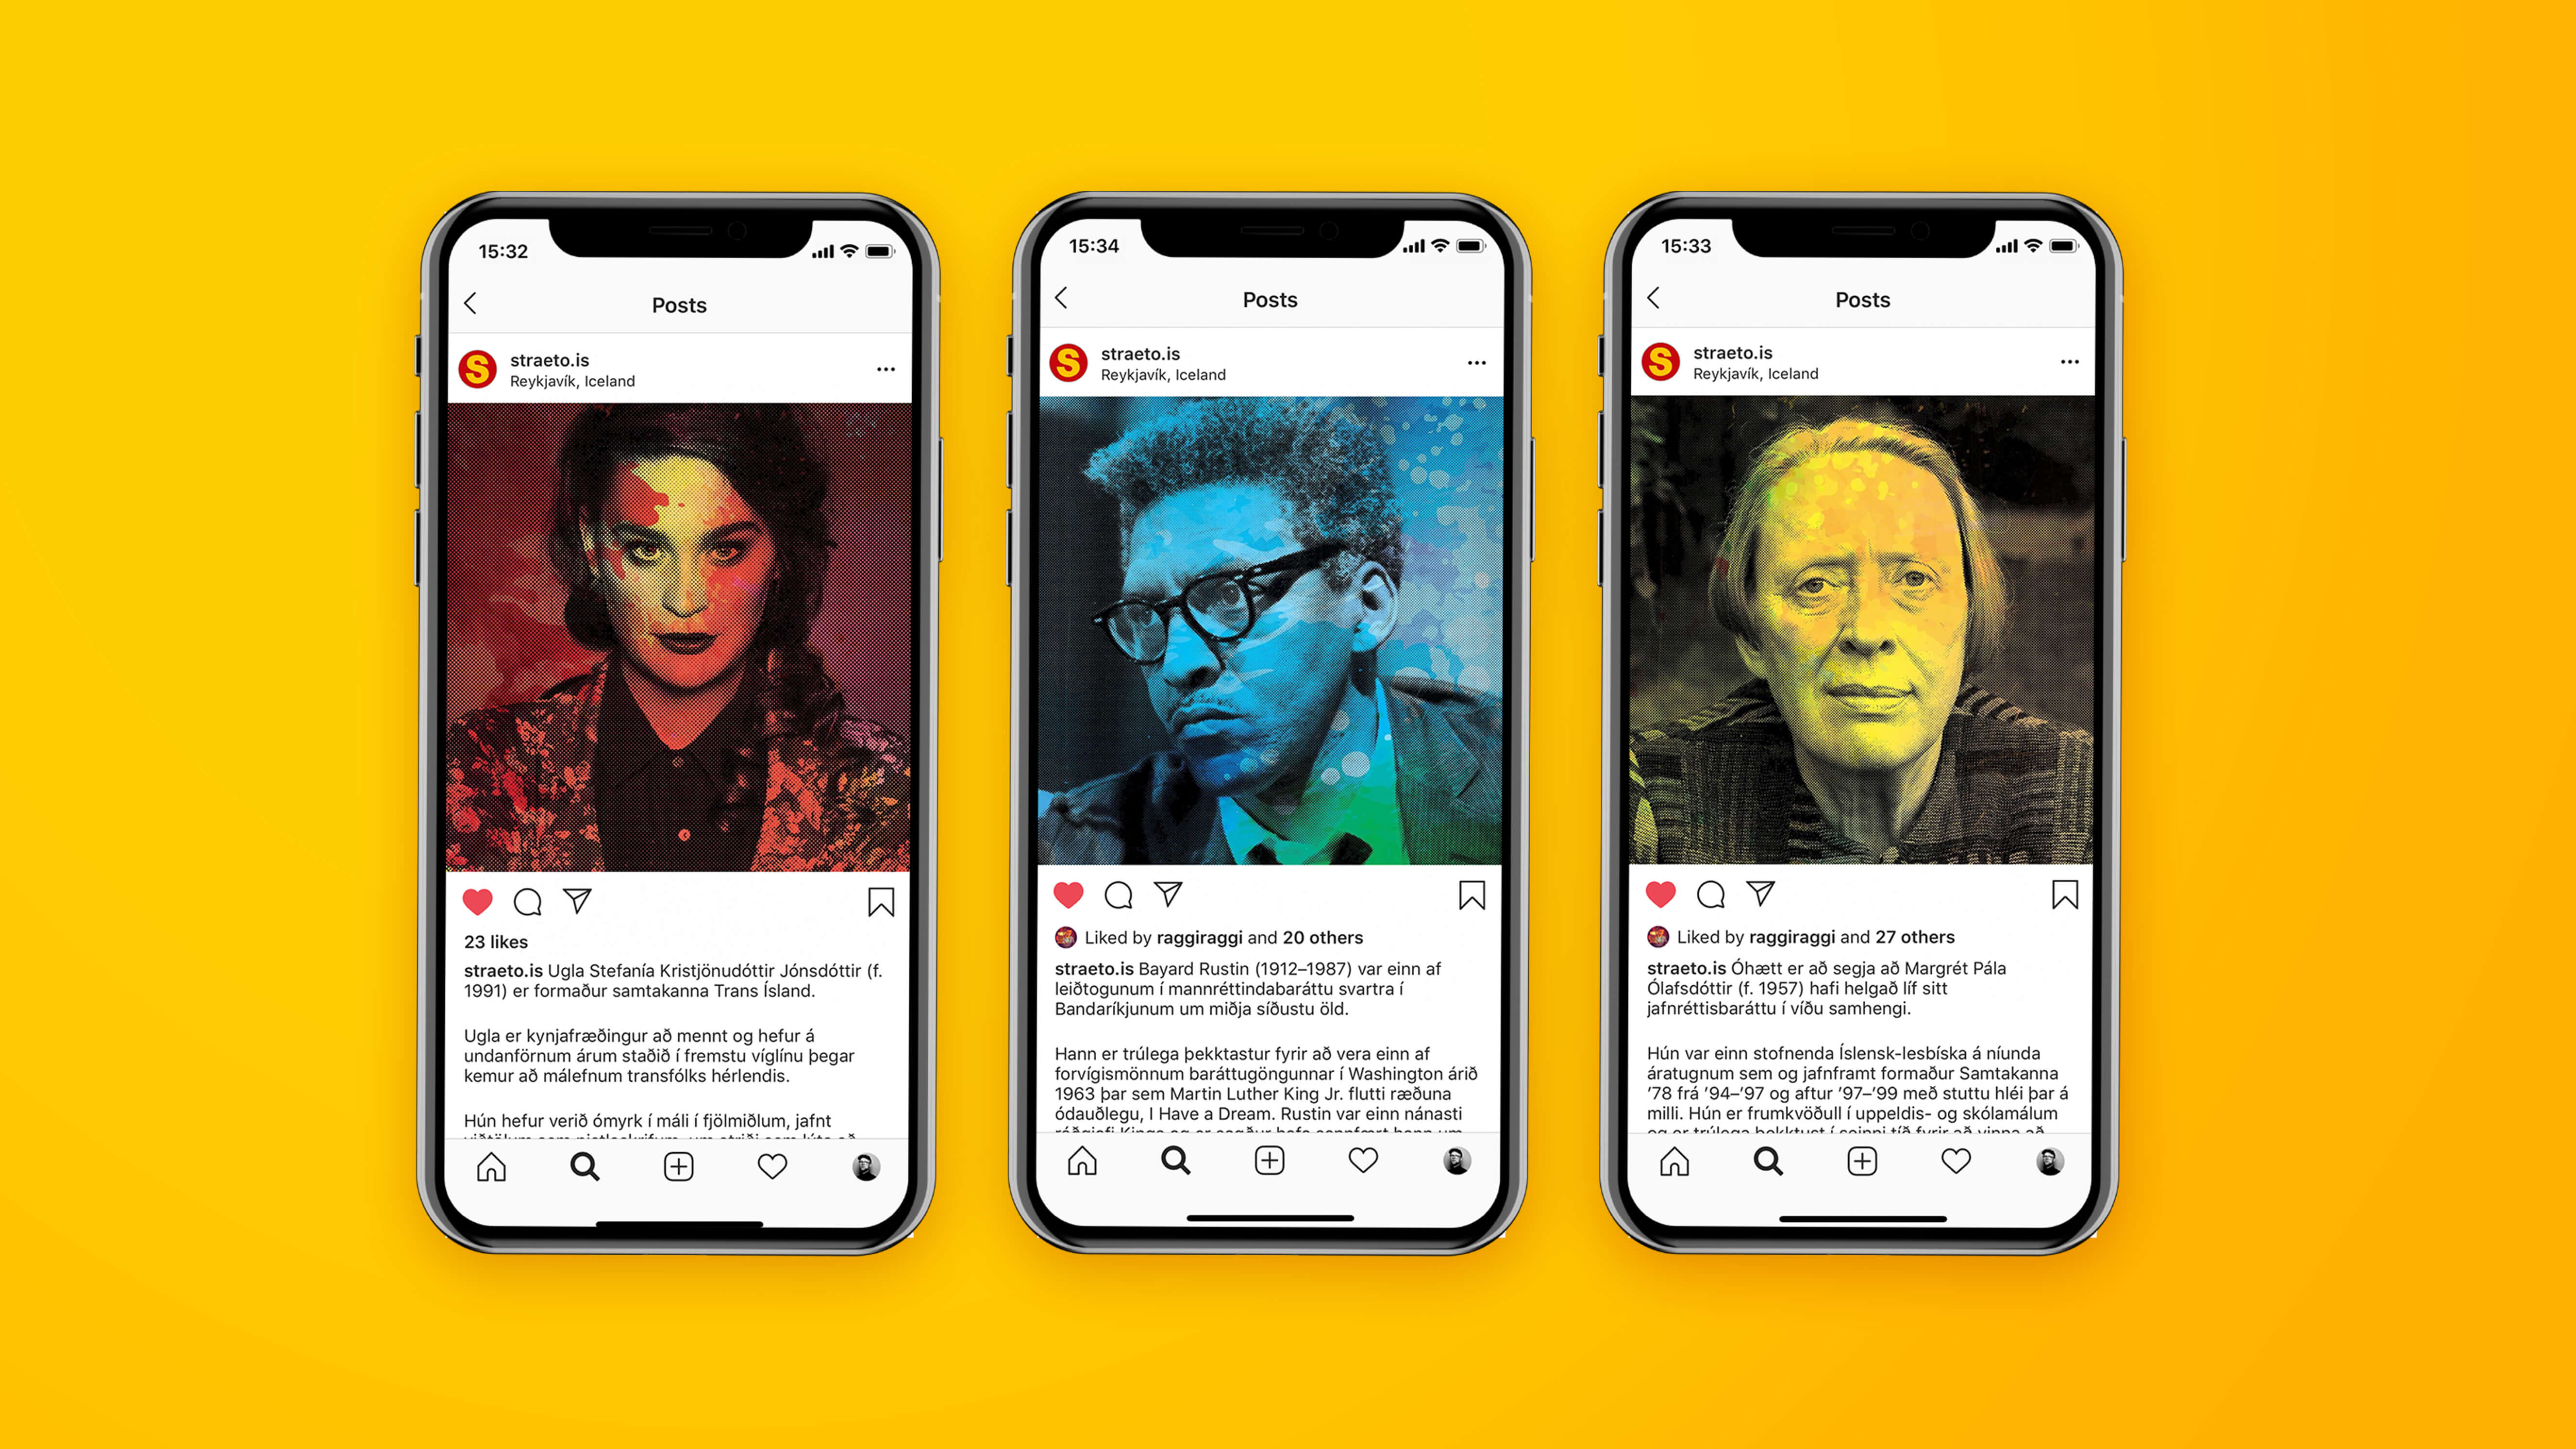 15:32
Posts
S
straeto.is
Reykjavík, Iceland
23 likes
straeto.is Ugla Stefanía Kristjönudóttir Jónsdóttir (f.
1991) er formaður samtakanna Trans Ísland.
Ugla er kynjafræðingur að mennt og hefur á
undanförnum árum staðið í fremstu víglínu þegar
kemur að málefnum transfólks hérlendis.
Hún hefur verið ómyrk í máli í fjölmiðlum, jafnt
15:34
Posts
S
straeto.is
Reykjavík, Iceland
Liked by raggiraggi and 20 others
straeto.is Bayard Rustin (1912–1987) var einn af
leiðtogunum í mannréttindabaráttu svartra í
Bandaríkjunum um miðja síðustu öld.
Hann er trúlega þekktastur fyrir að vera einn af
forvígismönnum baráttugöngunnar í Washington árið
1963 þar sem Martin Luther King Jr. flutti ræðuna
ódauðlegu, I Have a Dream. Rustin var einn nánasti
15:33
Posts
S
straeto.is
Reykjavík, Iceland
Liked by raggiraggi and 27 others
straeto.is Óhætt er að segja að Margrét Pála
Ólafsdóttir (f. 1957) hafi helgað líf sitt
jafnréttisbaráttu í víðu samhengi.
Hún var einn stofnenda Íslensk-lesbíska á níunda
áratugnum sem og jafnframt formaður Samtakanna
'78 frá '94–'97 og aftur '97–'99 með stuttu hléi þar á
milli. Hún er frumkvöðull í uppeldis- og skólamálum